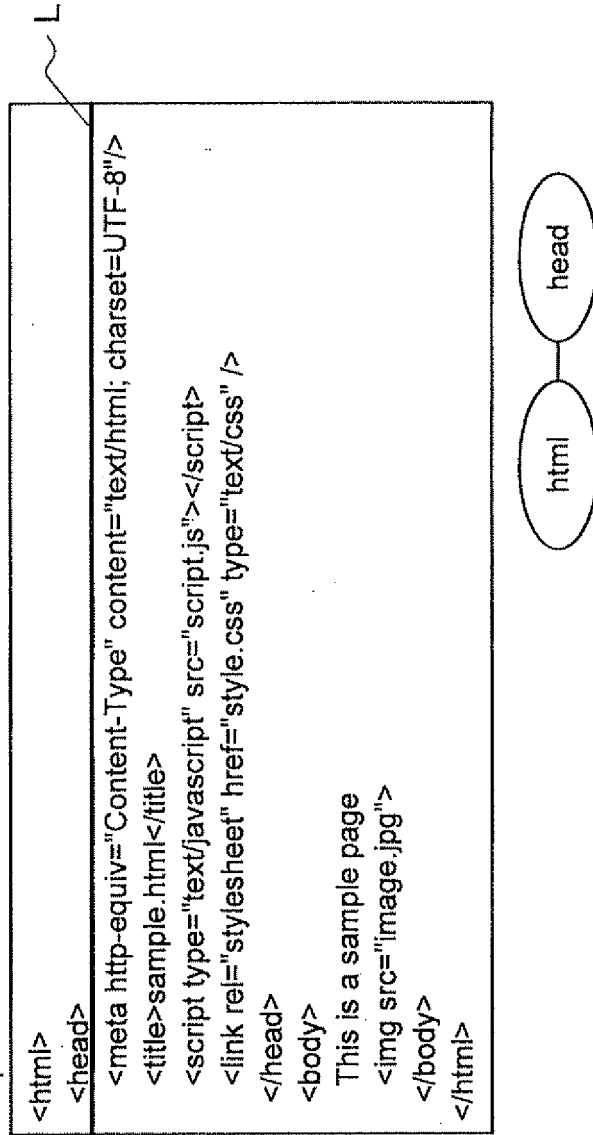 L
<html>
<head>
<meta http-equiv="Content-Type" content="text/html; charset=UTF-8"/>
<title>sample.html</title>
<script type="text/javascript" src="script.js"></script>
<link rel="stylesheet" href="style.css" type="text/css" />
</head>
<body>
This is a sample page
<img src="image.jpg">
</body>
</html>
html
head